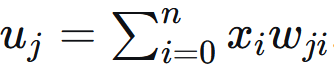 u_j = \sum_{i=0}^{n} x_i w_{ji}